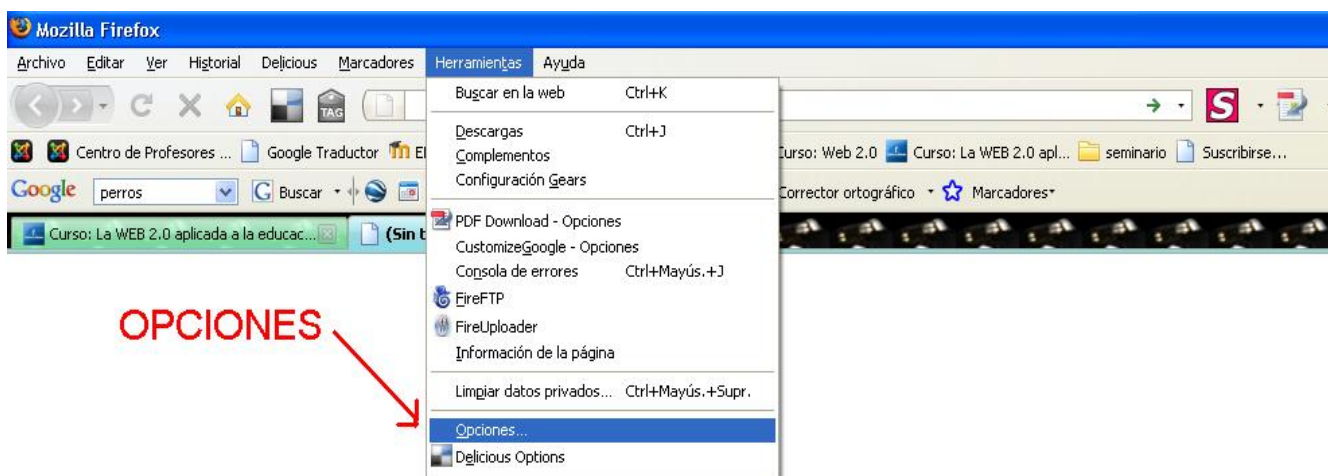 Mozilla Firefox
Archivo Editar Ver Historial Delicious Marcadores Herramientas Ayuda
Buscar en la web Ctrl+K
TAG
S
Descargas Ctrl+J
Centro de Profesores ... Google Traductor El
Curso: Web 2.0 Curso: La WEB 2.0 apl... seminario Suscribirse...
Complementos
Configuración Gears
Google perros Buscar
Corrector ortográfico Marcadores
PDF Download - Opciones
Curso: La WEB 2.0 aplicada a la educac... (Sin t
CustomizeGoogle - Opciones
Consola de errores Ctrl+Mayús.+J
FireFTP
OPCIONES
FireUploader
Información de la página
Limpiar datos privados... Ctrl+Mayús.+Supr.
Opciones...
Delicious Options